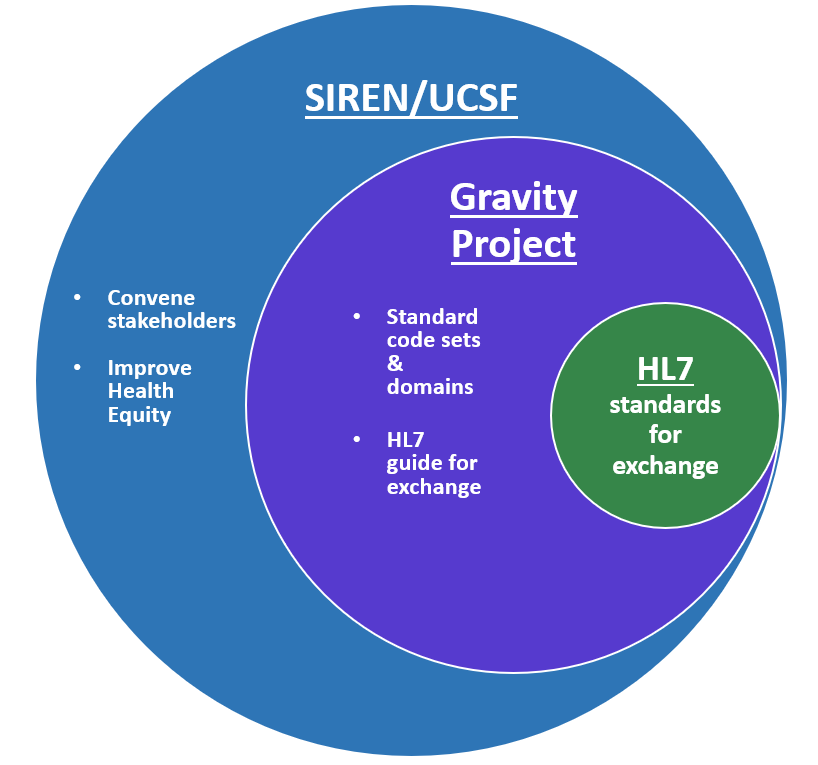 SIREN/UCSF
• Convene
stakeholders
• Improve
Health
Equity
Gravity
Project
• Standard
code sets
&
domains
• HL7
guide for
exchange
HL7
standards
for
exchange